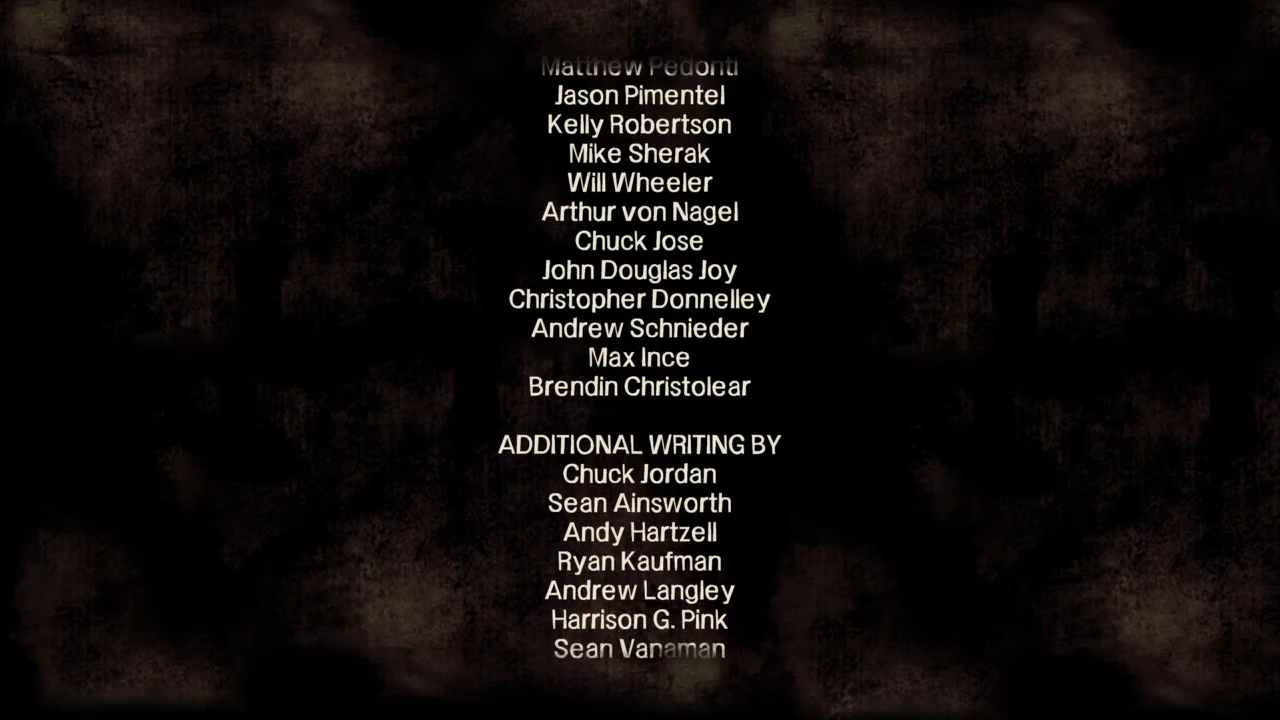 Matthew Pedonti
Jason Pimentel
Kelly Robertson
Mike Sherak
Will Wheeler
Arthur von Nagel
Chuck Jose
John Douglas Joy
Christopher Donnelley
Andrew Schnieder
Max Ince
Brendin Christolear
ADDITIONAL WRITING BY
Chuck Jordan
Sean Ainsworth
Andy Hartzell
Ryan Kaufman
Andrew Langley
Harrison G. Pink
Sean Vanaman